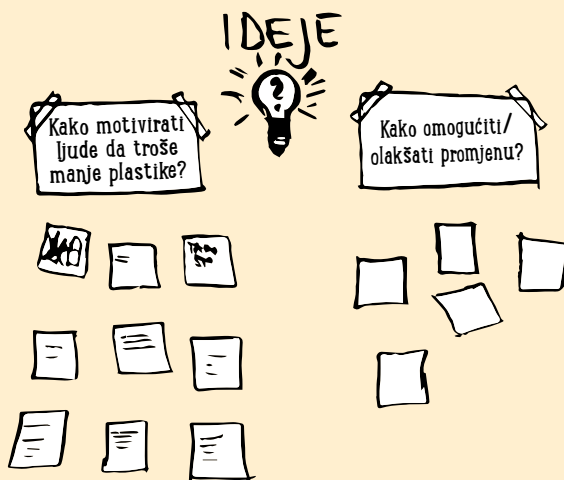 IDEJE
Kako motivirati
ljude da troše
manje plastike?
Kako omogućiti/
olakšati promjenu?